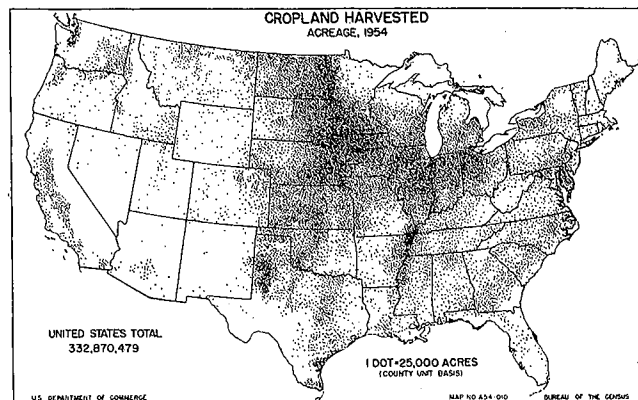 CROPLAND HARVESTED
ACREAGE, 1954
UNITED STATES TOTAL
332,870,479
1 DOT=25,000 ACRES
(COUNTY UNIT BASIS)
U.S. DEPARTMENT OF COMMERCE
MAP NO A54-010
BUREAU OF THE CENSUS